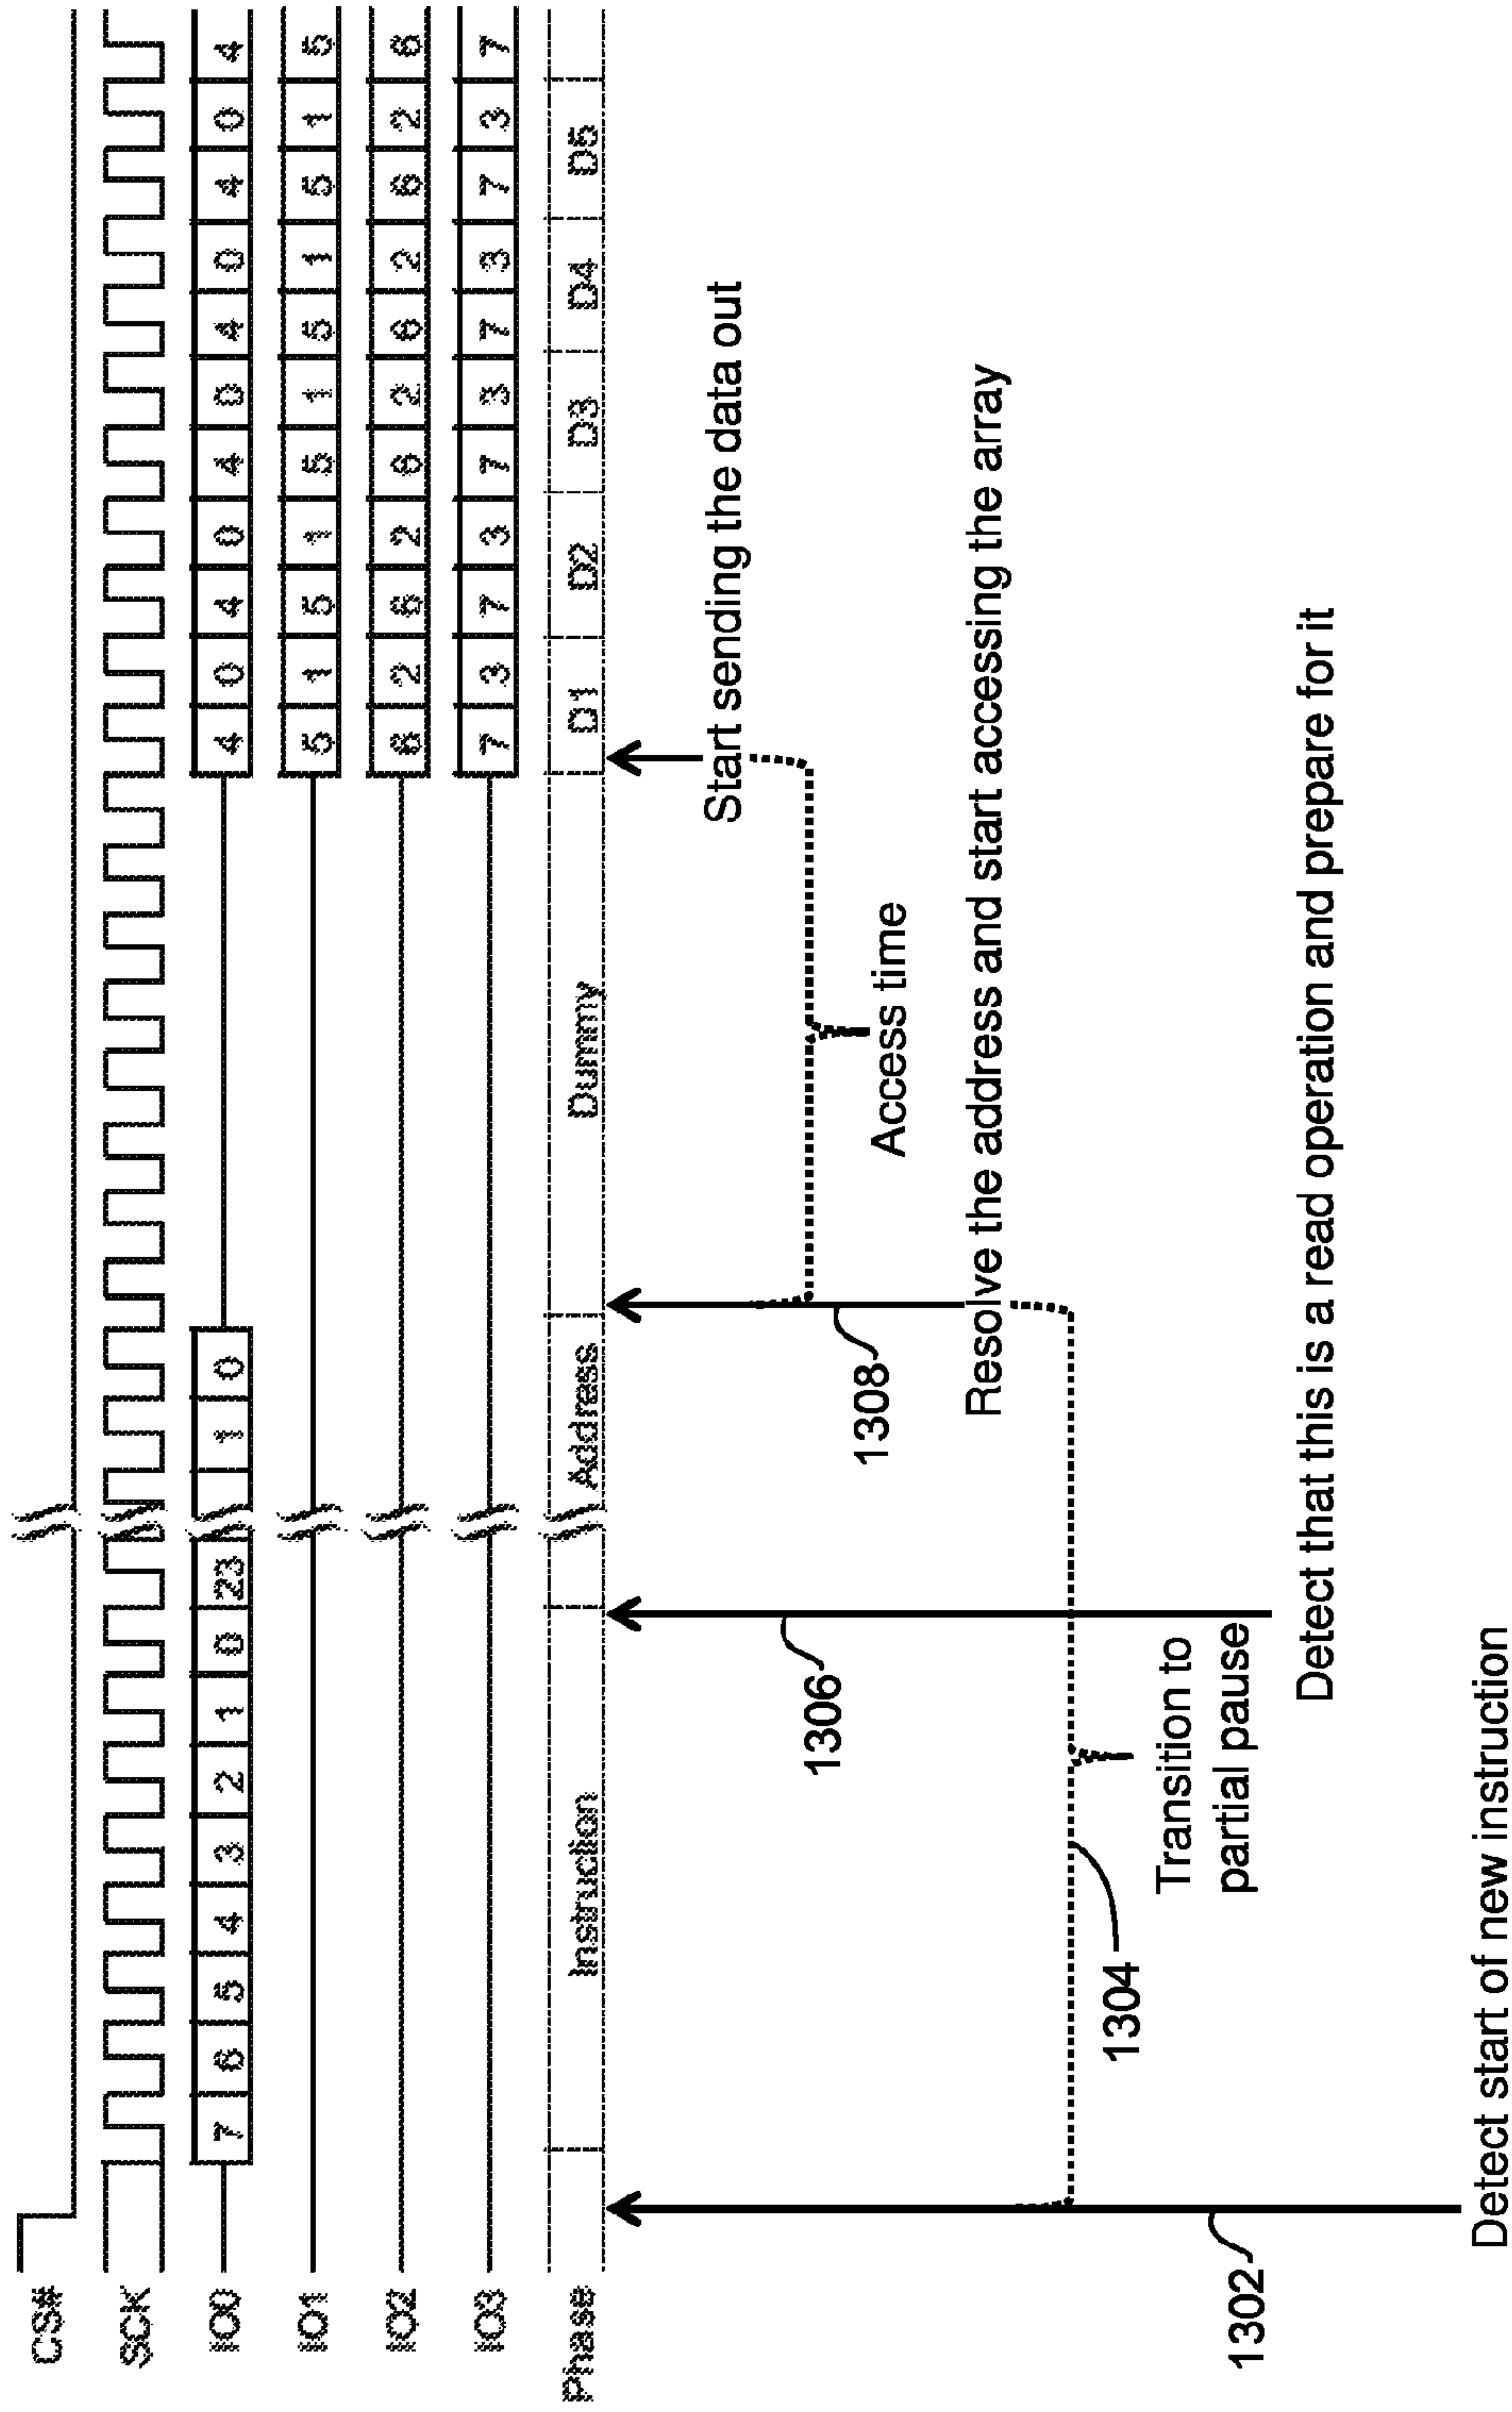 CS#
SCK
IO0 7 6 5 4 3 2 1 0 23 1 0 4 0 4 0 4 0 4 0 4 0 4
IO1 5 1 5 1 5 1 5 1 5 1 5
IO2 6 2 6 2 6 2 6 2 6 2 6
IO3 7 3 7 3 7 3 7 3 7 3 7
Phase Instruction Address Dummy D1 D2 D3 D4 D5
Start sending the data out
1306
1308
Access time
Resolve the address and start accessing the array
1304
Transition to
partial pause
1302
Detect that this is a read operation and prepare for it
Detect start of new instruction